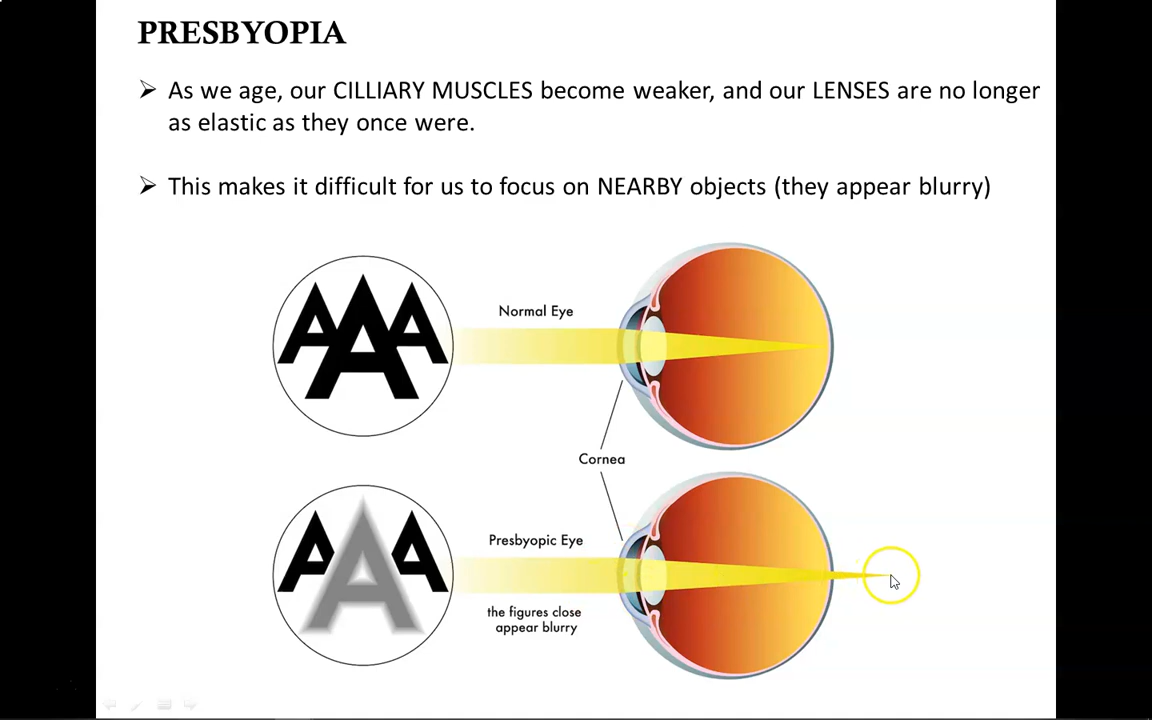 PRESBYOPIA
➢ As we age, our CILLIARY MUSCLES become weaker, and our LENSES are no longer
as elastic as they once were.
➢ This makes it difficult for us to focus on NEARBY objects (they appear blurry)
AAA
Normal Eye
Cornea
AAA
Presbyopic Eye
the figures close
appear blurry